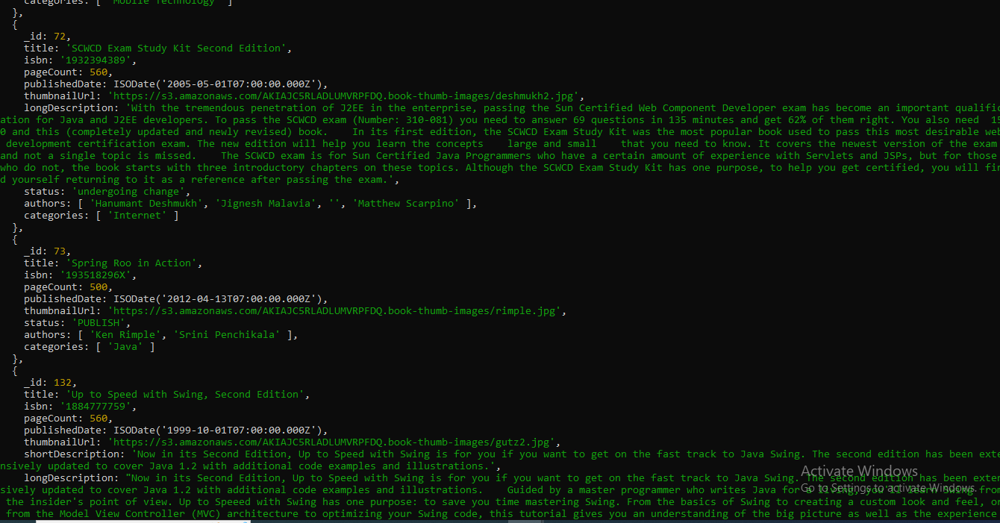 categories: [ 'Mobile Technology' ]
},
{
_id: 72,
title: 'SCWCD Exam Study Kit Second Edition',
isbn: '1932394389',
pageCount: 560,
publishedDate: ISODate('2005-05-01T07:00:00.000Z'),
thumbnailUrl: 'https://s3.amazonaws.com/AKIAJC5RLADLUMVRPFDQ.book-thumb-images/deshmukh2.jpg',
longDescription: 'With the tremendous penetration of J2EE in the enterprise, passing the Sun Certified Web Component Developer exam has become an important qualific
ation for Java and J2EE developers. To pass the SCWCD exam (Number: 310-081) you need to answer 69 questions in 135 minutes and get 62% of them right. You also need  15
0 and this (completely updated and newly revised) book.    In its first edition, the SCWCD Exam Study Kit was the most popular book used to pass this most desirable web
development certification exam. The new edition will help you learn the concepts    large and small    that you need to know. It covers the newest version of the exam
and not a single topic is missed.    The SCWCD exam is for Sun Certified Java Programmers who have a certain amount of experience with Servlets and JSPs, but for those
who do not, the book starts with three introductory chapters on these topics. Although the SCWCD Exam Study Kit has one purpose, to help you get certified, you will fin
d yourself returning to it as a reference after passing the exam.',
status: 'undergoing change',
authors: [ 'Hanumant Deshmukh', 'Jignesh Malavia', '', 'Matthew Scarpino' ],
categories: [ 'Internet' ]
},
{
_id: 73,
title: 'Spring Roo in Action',
isbn: '193518296X',
pageCount: 500,
publishedDate: ISODate('2012-04-13T07:00:00.000Z'),
thumbnailUrl: 'https://s3.amazonaws.com/AKIAJC5RLADLUMVRPFDQ.book-thumb-images/rimple.jpg',
status: 'PUBLISH',
authors: [ 'Ken Rimple', 'Srini Penchikala' ],
categories: [ 'Java' ]
},
{
_id: 132,
title: 'Up to Speed with Swing, Second Edition',
isbn: '1884777759',
pageCount: 560,
publishedDate: ISODate('1999-10-01T07:00:00.000Z'),
thumbnailUrl: 'https://s3.amazonaws.com/AKIAJC5RLADLUMVRPFDQ.book-thumb-images/gutz2.jpg',
shortDescription: 'Now in its Second Edition, Up to Speed with Swing is for you if you want to get on the fast track to Java Swing. The second edition has been exte
nsively updated to cover Java 1.2 with additional code examples and illustrations.',
longDescription: "Now in its Second Edition, Up to Speed with Swing is for you if you want to get on the fast track to Java Swing. The second edition has been exten
sively updated to cover Java 1.2 with additional code examples and illustrations.    Guided by a master programmer who writes Java for a living, you'll learn Swing from
the insider's point of view. Up to Speed with Swing has one purpose: to save you time mastering Swing. From the basics of Swing to creating a custom look and feel, or
from the Model View Controller (MVC) architecture to optimizing your Swing code, this tutorial gives you an understanding of the big picture as well as the experience
Activate Windows
Go to Settings to activate Windows.